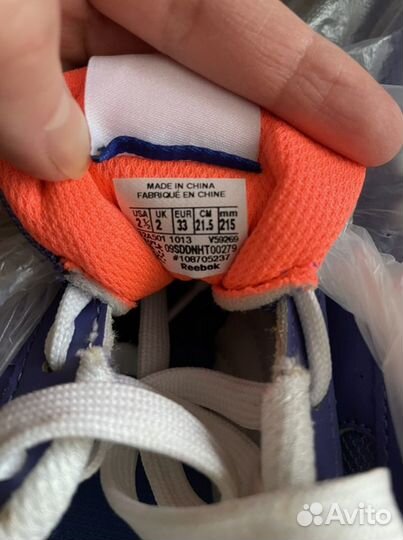 MADE IN CHINA
FABRIQUÉ EN CHINE
USA UK EUR CM mm
2½ 2 33 21.5 215
1013 V59269
09SDDNHT00279
#108705237
Reebok
Avito